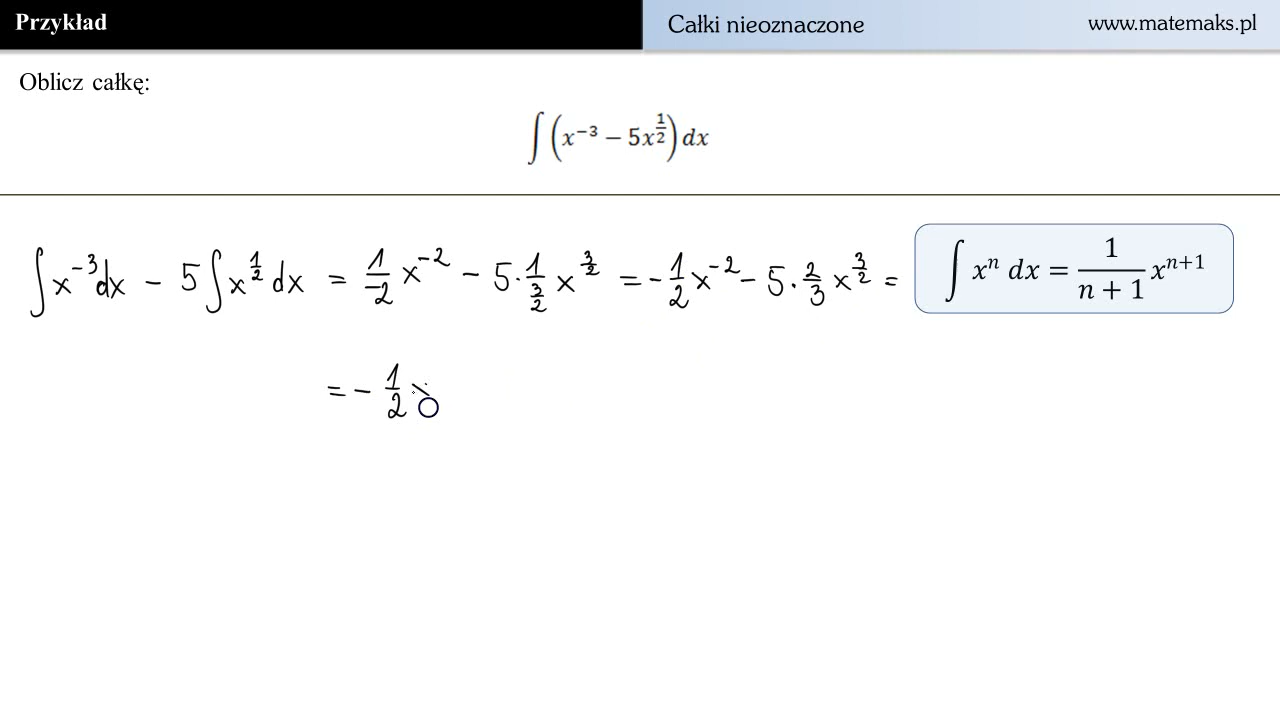 Przykład
Całki nieoznaczone
www.matemaks.pl
Oblicz całkę:
∫(x⁻³ − 5x^{1/2})dx
∫x⁻³dx − 5∫x^{1/2}dx = 1/−2 x⁻² − 5·1/(3/2) x^{3/2} = −1/2 x⁻² − 5·2/3 x^{3/2} =
∫xⁿ dx = 1/(n + 1) xⁿ⁺¹
= −1/2